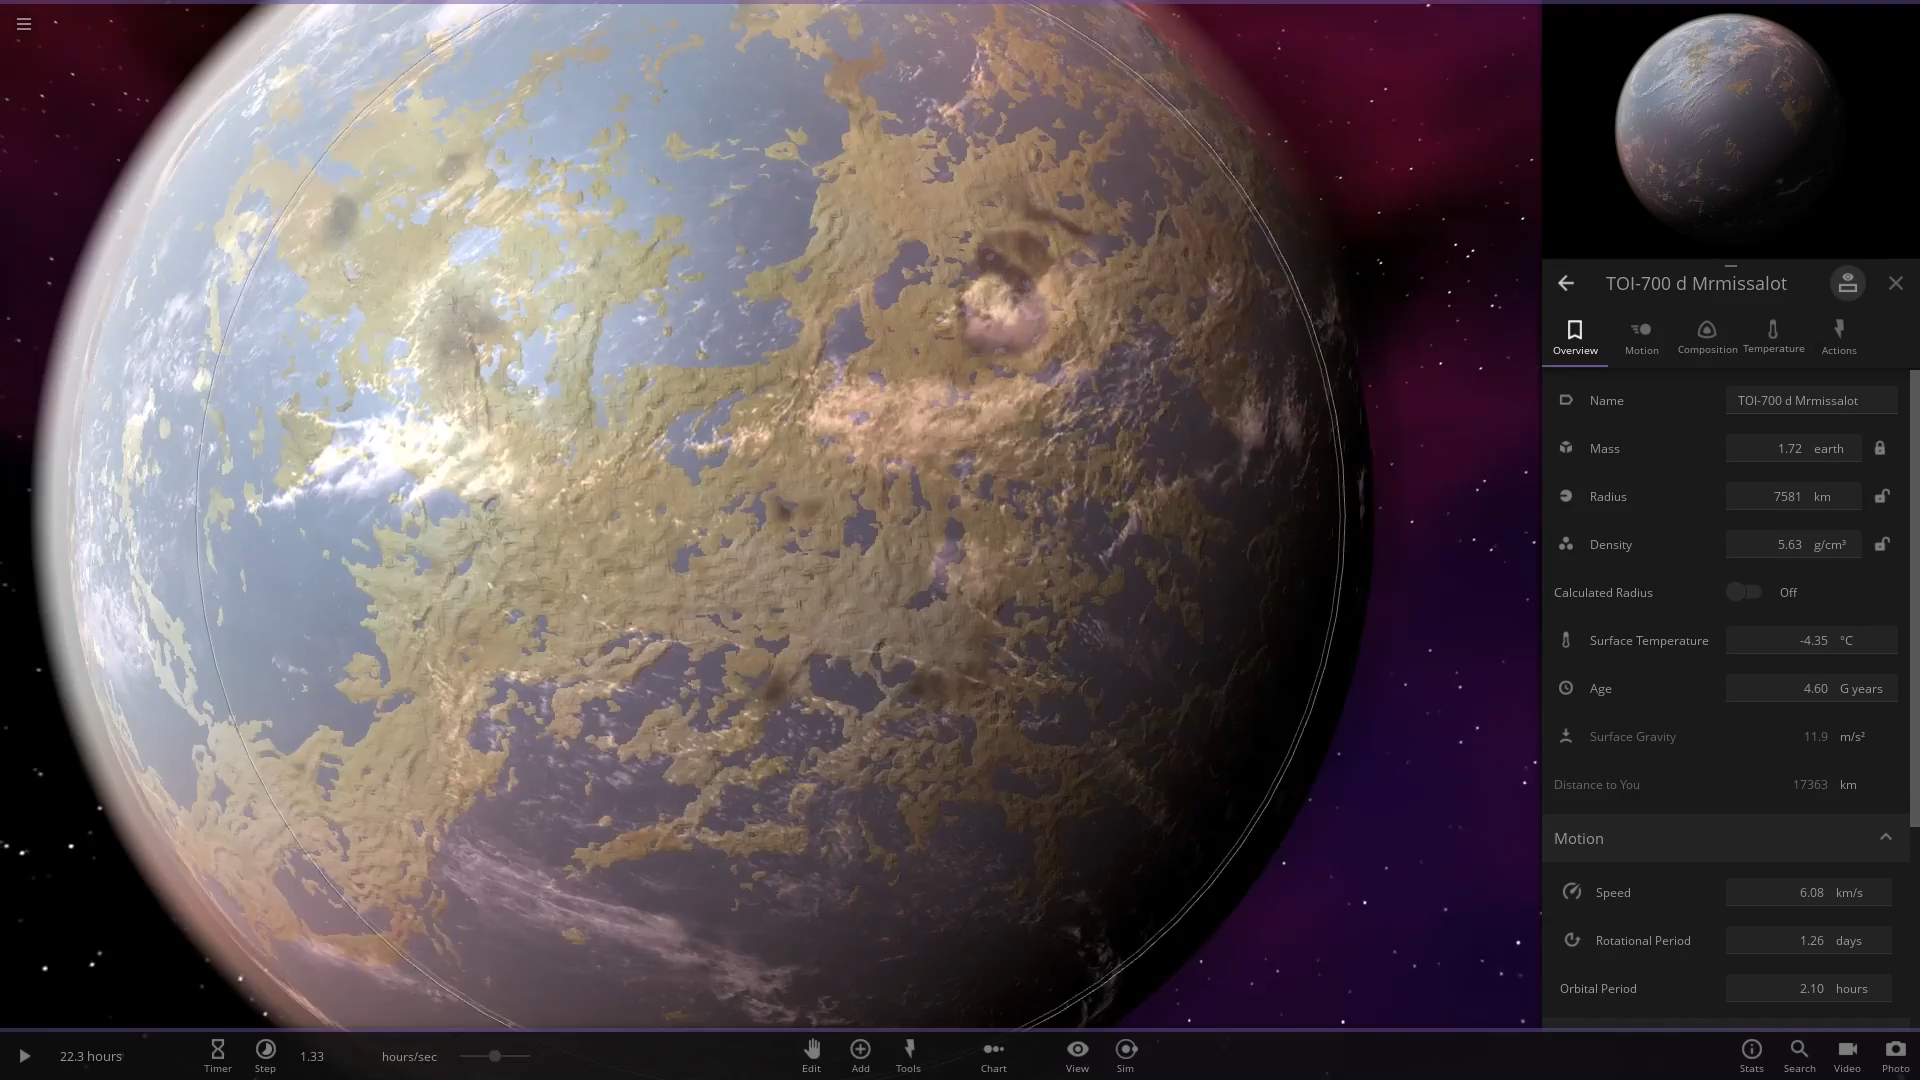 TOI-700 d Mrmissalot
Overview
Motion
Composition
Temperature
Actions
Name TOI-700 d Mrmissalot
Mass 1.72 earth
Radius 7581 km
Density 5.63 g/cm³
Calculated Radius Off
Surface Temperature -4.35 °C
Age 4.60 G years
Surface Gravity 11.9 m/s²
Distance to You 17363 km
Motion
Speed 6.08 km/s
Rotational Period 1.26 days
Orbital Period 2.10 hours
22.3 hours
Timer
Step
1.33 hours/sec
Edit
Add
Tools
Chart
View
Sim
Stats
Search
Video
Photo